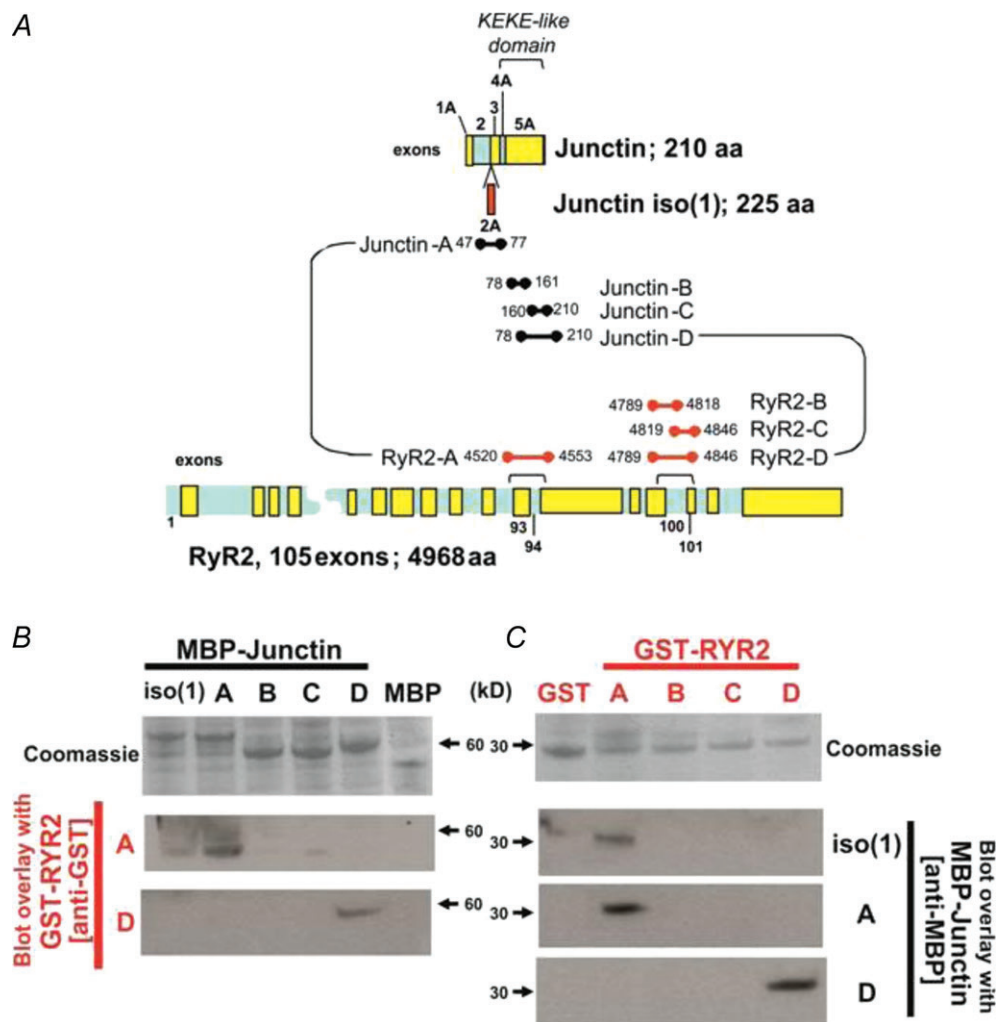 A
KEKE-like
domain
4A
1A 3
2 5A
exons Junctin; 210 aa
Junctin iso(1); 225 aa
2A
Junctin-A 47 77
78 161 Junctin-B
160 210 Junctin-C
78 210 Junctin-D
4789 4818 RyR2-B
4819 4846 RyR2-C
RyR2-A 4520 4553 4789 4846 RyR2-D
exons
1 93 100
94 101
RyR2, 105 exons; 4968 aa
B
MBP-Junctin
iso(1) A B C D MBP (kD)
Coomassie 60
Blot overlay with
GST-RYR2
[anti-GST]
A 60
D 60
C
GST-RYR2
GST A B C D
30 Coomassie
30 iso(1)
30 A
30 D
Blot overlay with
MBP-Junctin
[anti-MBP]